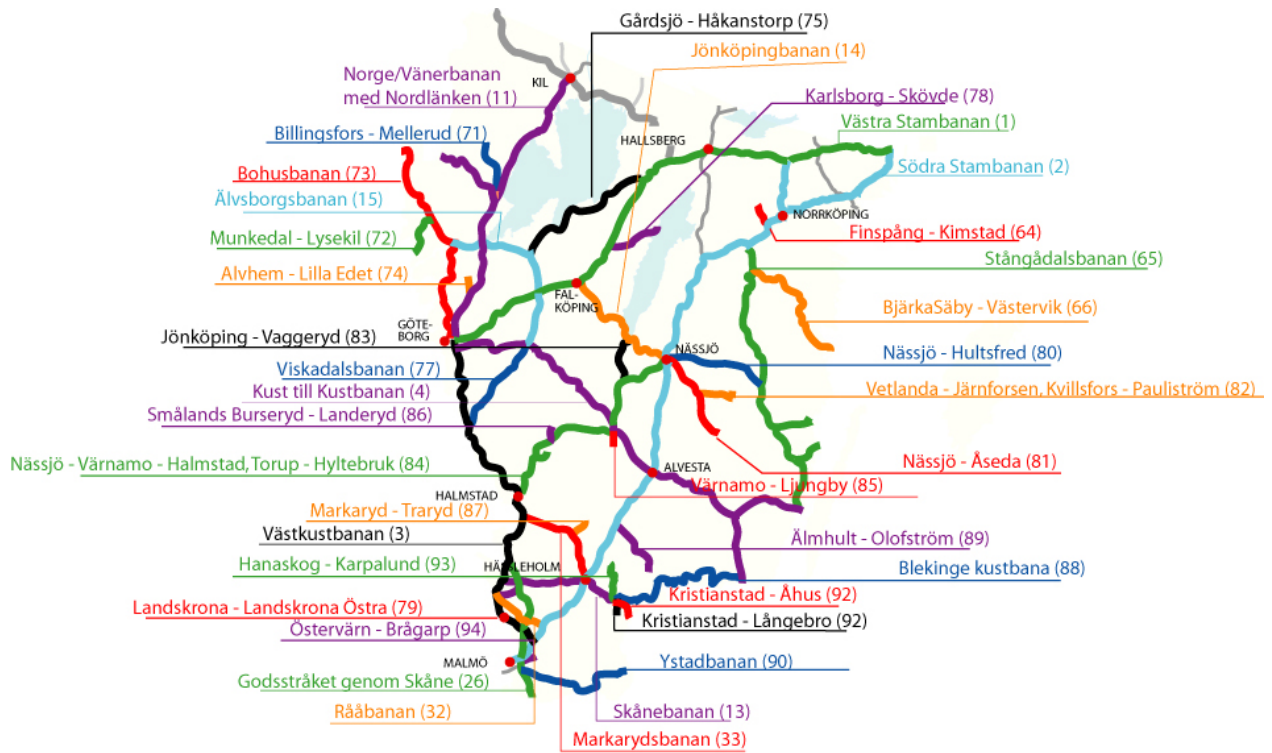 Gårdsjö - Håkanstorp (75)
Jönköpingbanan (14)
Norge/Vänerbanan
med Nordlänken (11)
KIL
Karlsborg - Skövde (78)
Västra Stambanan (1)
Billingsfors - Mellerud (71)
HALLSBERG
Södra Stambanan (2)
Bohusbanan (73)
Älvsborgsbanan (15)
NORRKÖPING
Finspång - Kimstad (64)
Munkedal - Lysekil (72)
Stångådalsbanan (65)
Alvhem - Lilla Edet (74)
FAL-
KÖPING
BjärkaSäby - Västervik (66)
GÖTE-
BORG
Jönköping - Vaggeryd (83)
NÄSSJÖ
Nässjö - Hultsfred (80)
Viskadalsbanan (77)
Vetlanda - Järnforsen, Kvillsfors - Pauliström (82)
Kust till Kustbanan (4)
Smålands Burseryd - Landeryd (86)
Nässjö - Värnamo - Halmstad, Torup - Hyltebruk (84)
ALVESTA
Nässjö - Åseda (81)
Värnamo - Ljungby (85)
HALMSTAD
Markaryd - Traryd (87)
Västkustbanan (3)
Älmhult - Olofström (89)
Hanaskog - Karpalund (93)
HÄSSLEHOLM
Blekinge kustbana (88)
Kristianstad - Åhus (92)
Landskrona - Landskrona Östra (79)
Kristianstad - Långebro (92)
Östervärn - Brågarp (94)
MALMÖ
Ystadbanan (90)
Godsstråket genom Skåne (26)
Rååbanan (32)
Skånebanan (13)
Markarydsbanan (33)